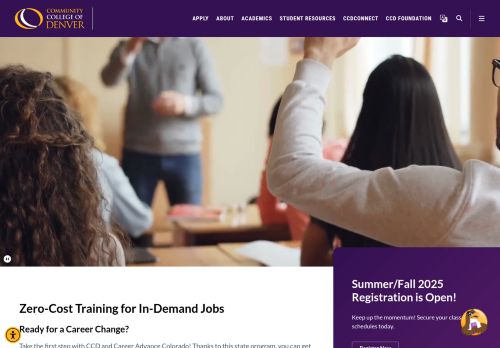 COMMUNITY
COLLEGE OF
DENVER
APPLY ABOUT ACADEMICS STUDENT RESOURCES CCDCONNECT CCD FOUNDATION
Zero-Cost Training for In-Demand Jobs
Ready for a Career Change?
Take the first step with CCD and Career Advance Colorado! Thanks to this state program, you can get
Summer/Fall 2025
Registration is Open!
Keep up the momentum! Secure your class
schedules today.
Register Now